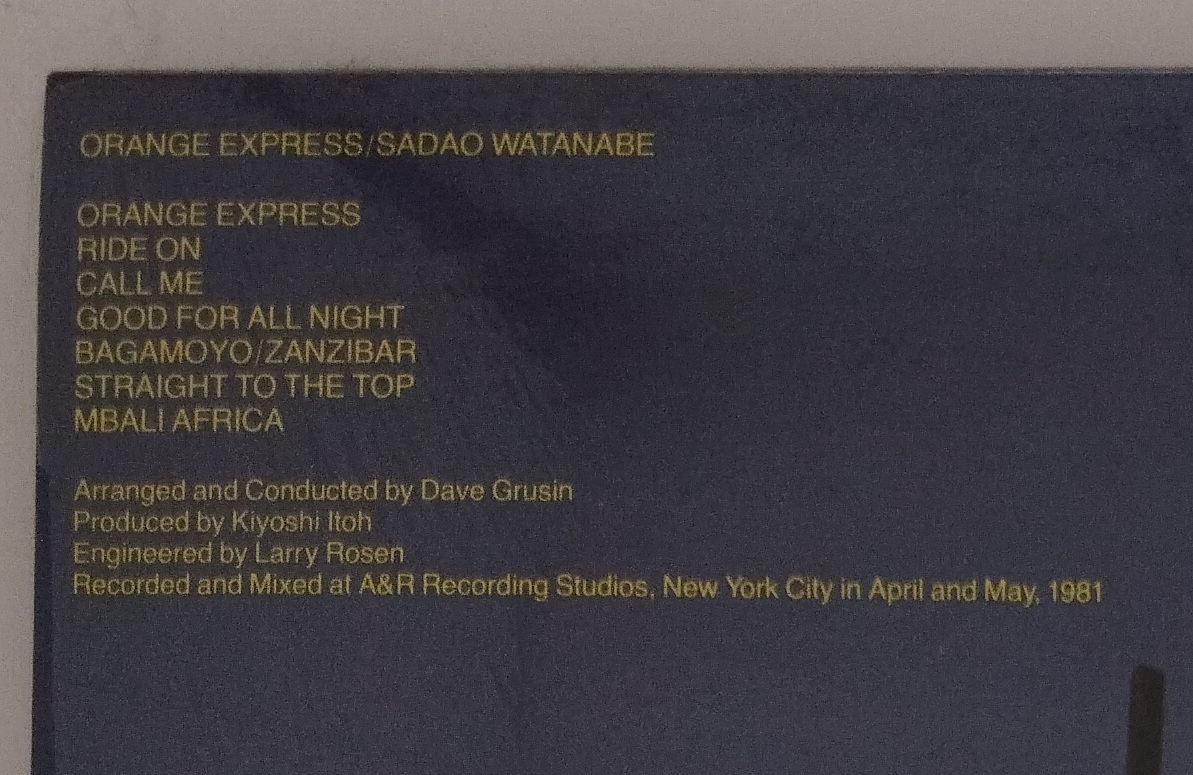 ORANGE EXPRESS/SADAO WATANABE
ORANGE EXPRESS
RIDE ON
CALL ME
GOOD FOR ALL NIGHT
BAGAMOYO/ZANZIBAR
STRAIGHT TO THE TOP
MBALI AFRICA
Arranged and Conducted by Dave Grusin
Produced by Kiyoshi Itoh
Engineered by Larry Rosen
Recorded and Mixed at A&R Recording Studios, New York City in April and May, 1981